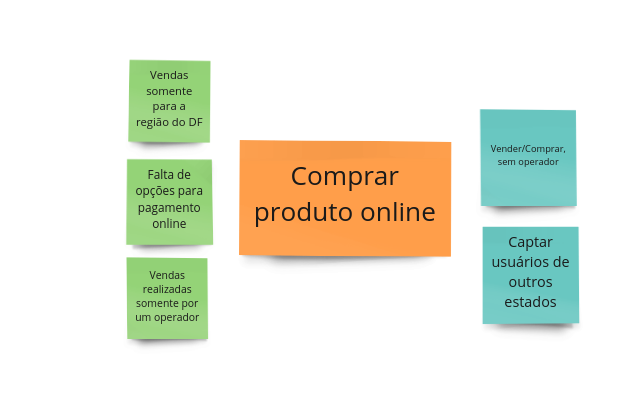 Vendas
somente
para a
região do DF
Falta de
opções para
pagamento
online
Vendas
realizadas
somente por
um operador
Comprar
produto online
Vender/Comprar,
sem operador
Captar
usuários de
outros
estados